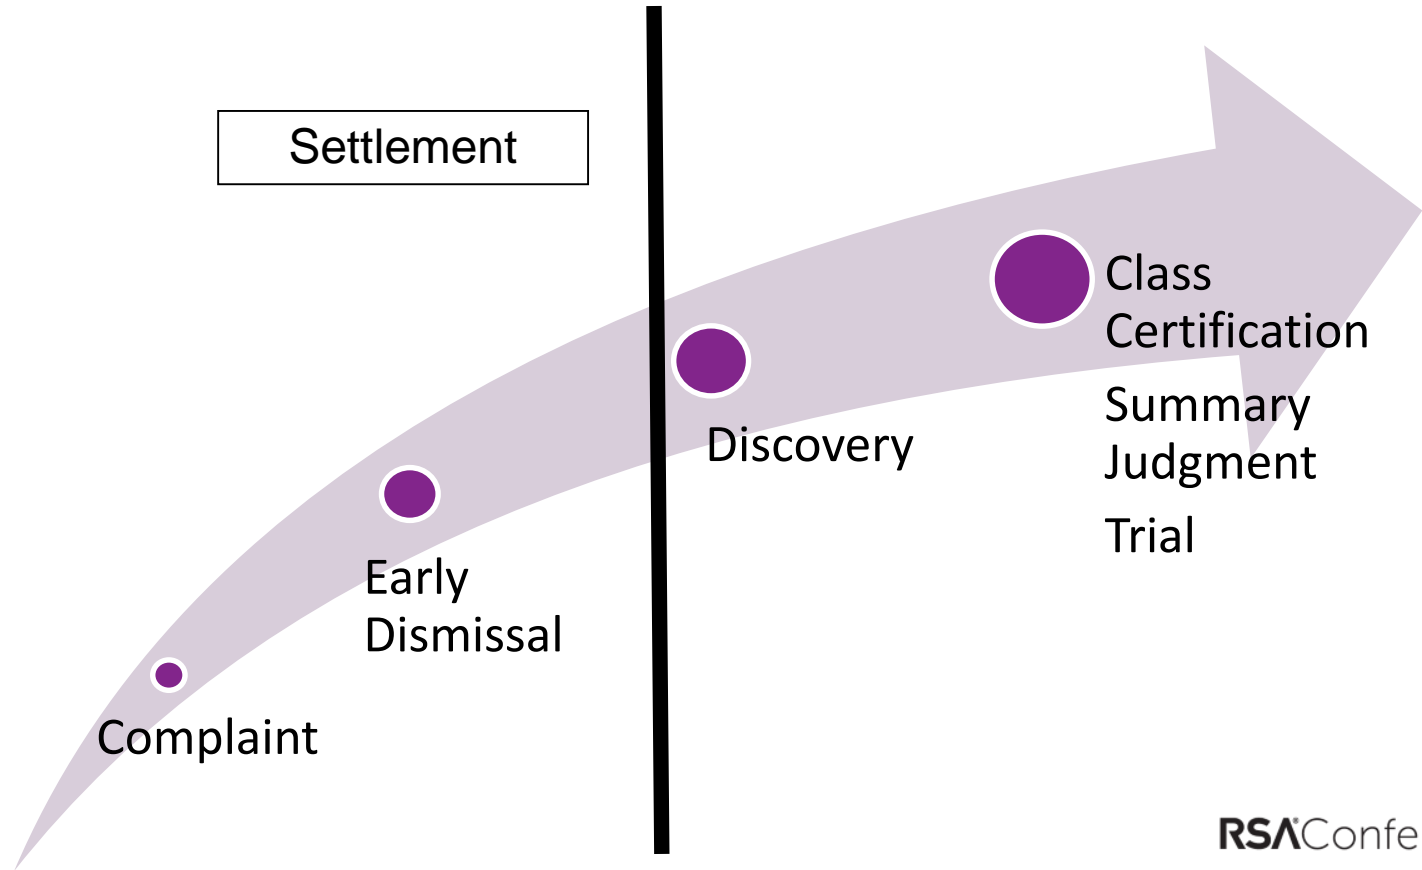 Settlement
Class
Certification
Summary
Judgment
Trial
Discovery
Early
Dismissal
Complaint
RSAConfe